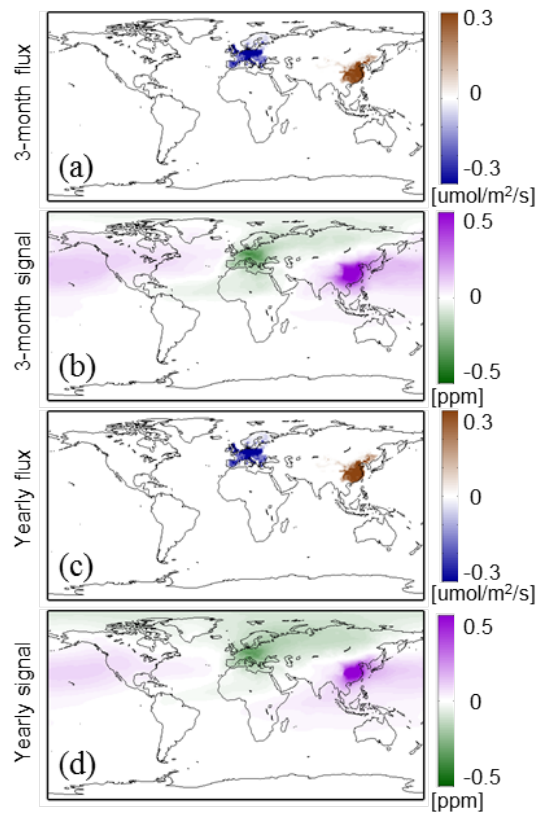 3-month flux
(a)
0.3
0
-0.3
[umol/m²/s]
3-month signal
(b)
0.5
0
-0.5
[ppm]
Yearly flux
(c)
0.3
0
-0.3
[umol/m²/s]
Yearly signal
(d)
0.5
0
-0.5
[ppm]